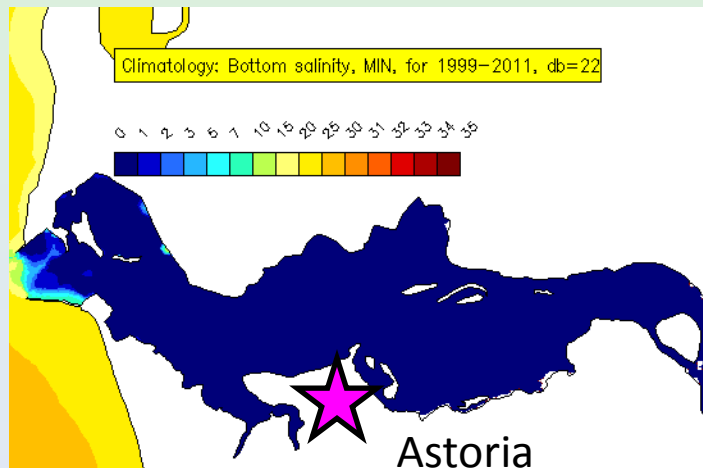 Climatology: Bottom salinity, MIN, for 1999-2011, db=22
0 1 2 3 5 7 10 15 20 25 30 31 32 33 34 35
Astoria